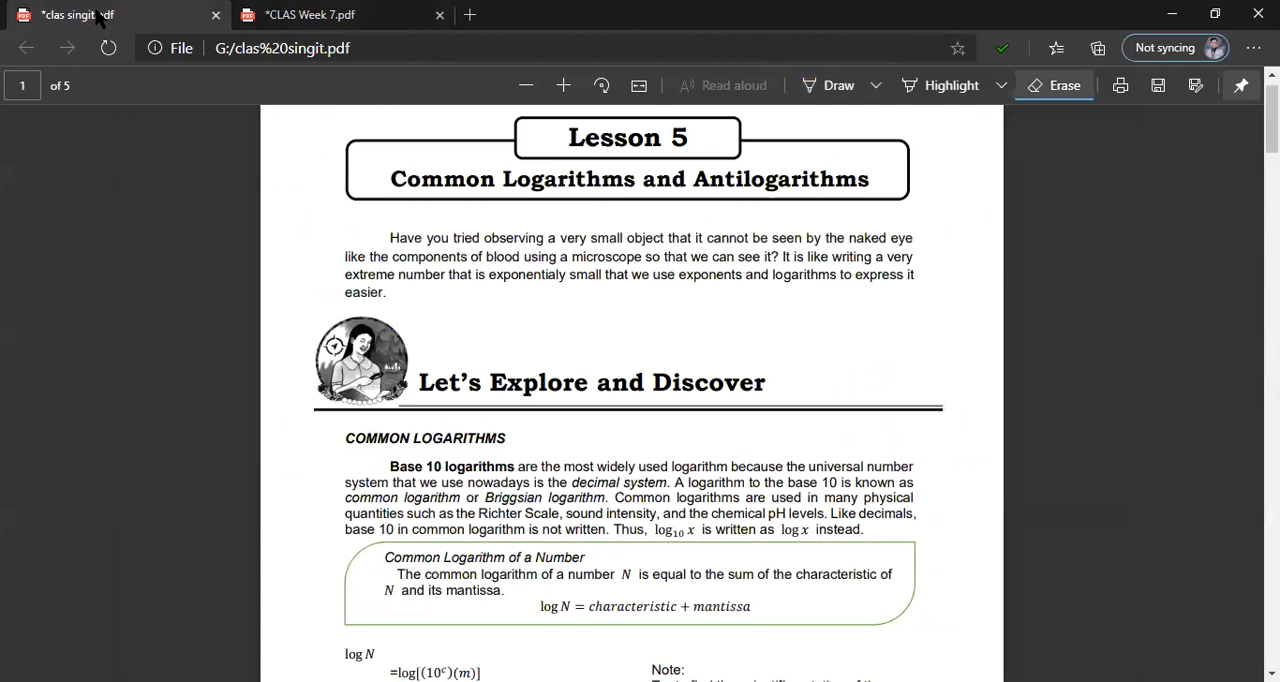 *clas singit.pdf
*CLAS Week 7.pdf
File G:/clas%20singit.pdf
Not syncing
1 of 5
Read aloud Draw Highlight Erase
Lesson 5
Common Logarithms and Antilogarithms
Have you tried observing a very small object that it cannot be seen by the naked eye
like the components of blood using a microscope so that we can see it? It is like writing a very
extreme number that is exponentialy small that we use exponents and logarithms to express it
easier.
Let's Explore and Discover
COMMON LOGARITHMS
Base 10 logarithms are the most widely used logarithm because the universal number
system that we use nowadays is the decimal system. A logarithm to the base 10 is known as
common logarithm or Briggsian logarithm. Common logarithms are used in many physical
quantities such as the Richter Scale, sound intensity, and the chemical pH levels. Like decimals,
base 10 in common logarithm is not written. Thus, log₁₀ x is written as log x instead.
Common Logarithm of a Number
The common logarithm of a number N is equal to the sum of the characteristic of
N and its mantissa.
log N = characteristic + mantissa
log N
=log[(10ᶜ)(m)]
Note: